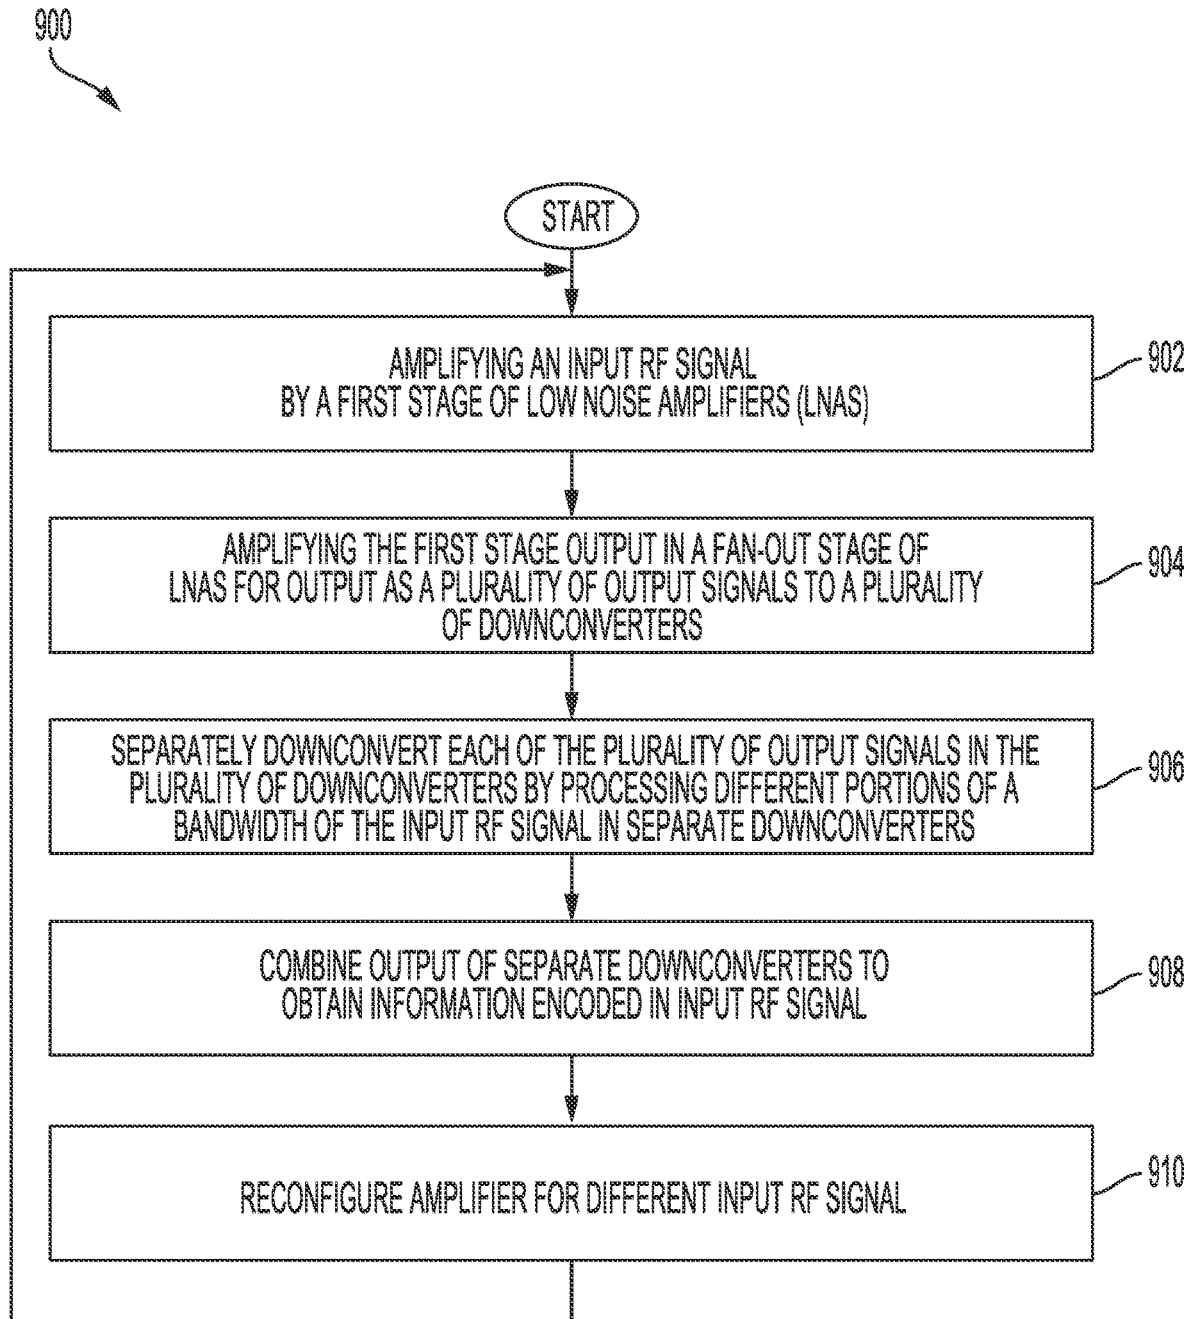 900
START
AMPLIFYING AN INPUT RF SIGNAL
BY A FIRST STAGE OF LOW NOISE AMPLIFIERS (LNAS)
902
AMPLIFYING THE FIRST STAGE OUTPUT IN A FAN-OUT STAGE OF
LNAS FOR OUTPUT AS A PLURALITY OF OUTPUT SIGNALS TO A PLURALITY
OF DOWNCONVERTERS
904
SEPARATELY DOWNCONVERT EACH OF THE PLURALITY OF OUTPUT SIGNALS IN THE
PLURALITY OF DOWNCONVERTERS BY PROCESSING DIFFERENT PORTIONS OF A
BANDWIDTH OF THE INPUT RF SIGNAL IN SEPARATE DOWNCONVERTERS
906
COMBINE OUTPUT OF SEPARATE DOWNCONVERTERS TO
OBTAIN INFORMATION ENCODED IN INPUT RF SIGNAL
908
RECONFIGURE AMPLIFIER FOR DIFFERENT INPUT RF SIGNAL
910